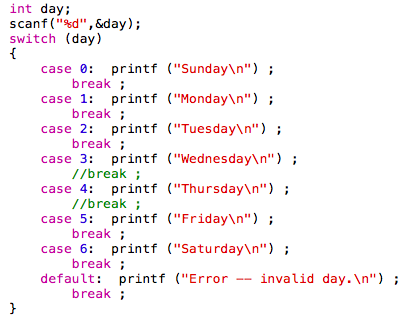 int day;
scanf("%d",&day);
switch (day)
{
    case 0:  printf ("Sunday\n") ;
        break ;
    case 1:  printf ("Monday\n") ;
        break ;
    case 2:  printf ("Tuesday\n") ;
        break ;
    case 3:  printf ("Wednesday\n") ;
        //break ;
    case 4:  printf ("Thursday\n") ;
        //break ;
    case 5:  printf ("Friday\n") ;
        break ;
    case 6:  printf ("Saturday\n") ;
        break ;
    default:  printf ("Error -- invalid day.\n") ;
        break ;
}